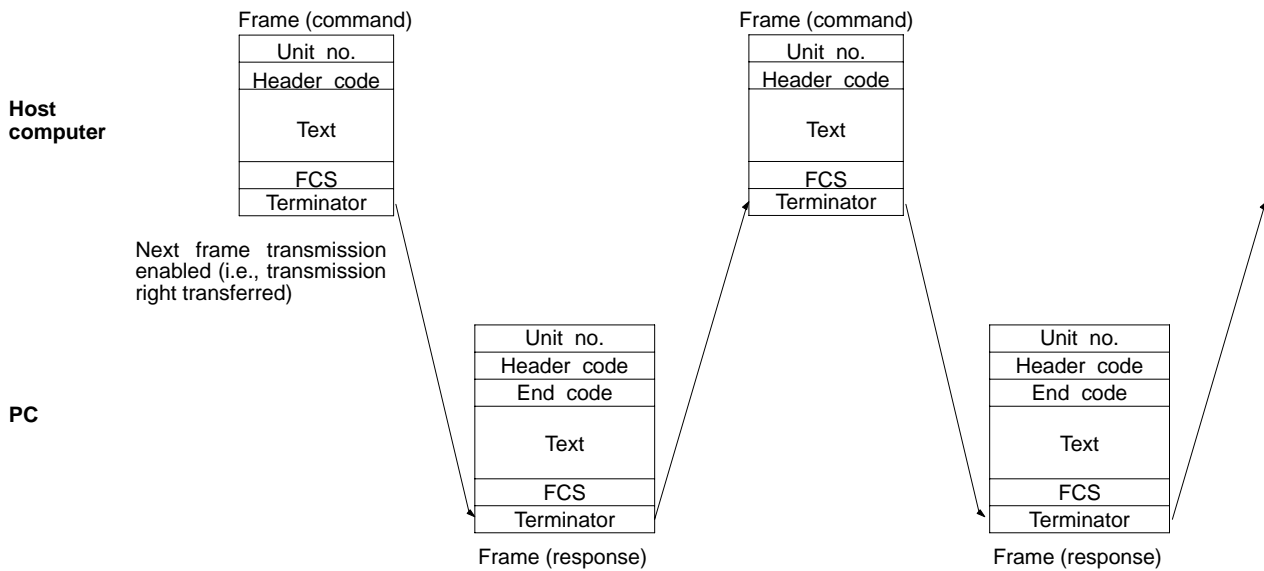 Frame (command)
Unit no.
Header code
Text
FCS
Terminator
Frame (command)
Unit no.
Header code
Text
FCS
Terminator
Host
computer
Next frame transmission
enabled (i.e., transmission
right transferred)
PC
Unit no.
Header code
End code
Text
FCS
Terminator
Frame (response)
Unit no.
Header code
End code
Text
FCS
Terminator
Frame (response)